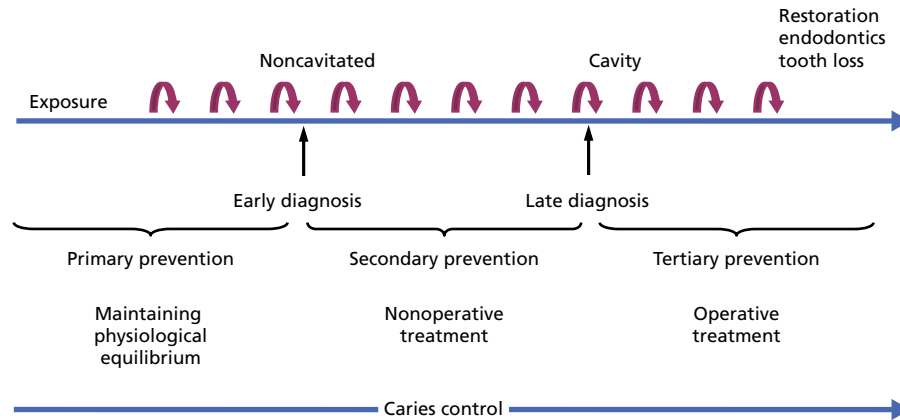 Restoration
endodontics
tooth loss
Noncavitated
Cavity
Exposure
Early diagnosis
Late diagnosis
Primary prevention
Secondary prevention
Tertiary prevention
Maintaining
physiological
equilibrium
Nonoperative
treatment
Operative
treatment
Caries control